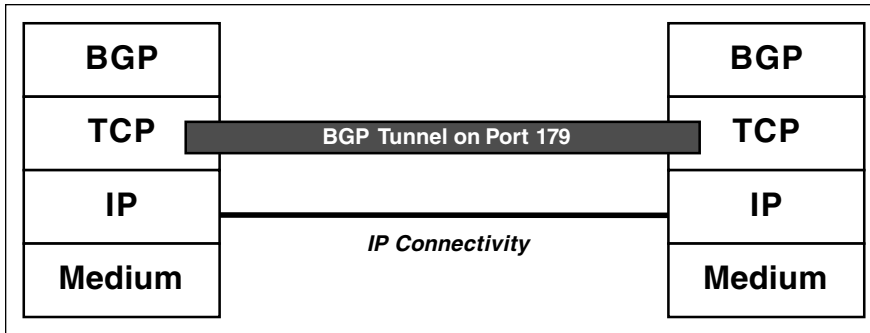 BGP
BGP
TCP
BGP Tunnel on Port 179
TCP
IP
IP
IP Connectivity
Medium
Medium